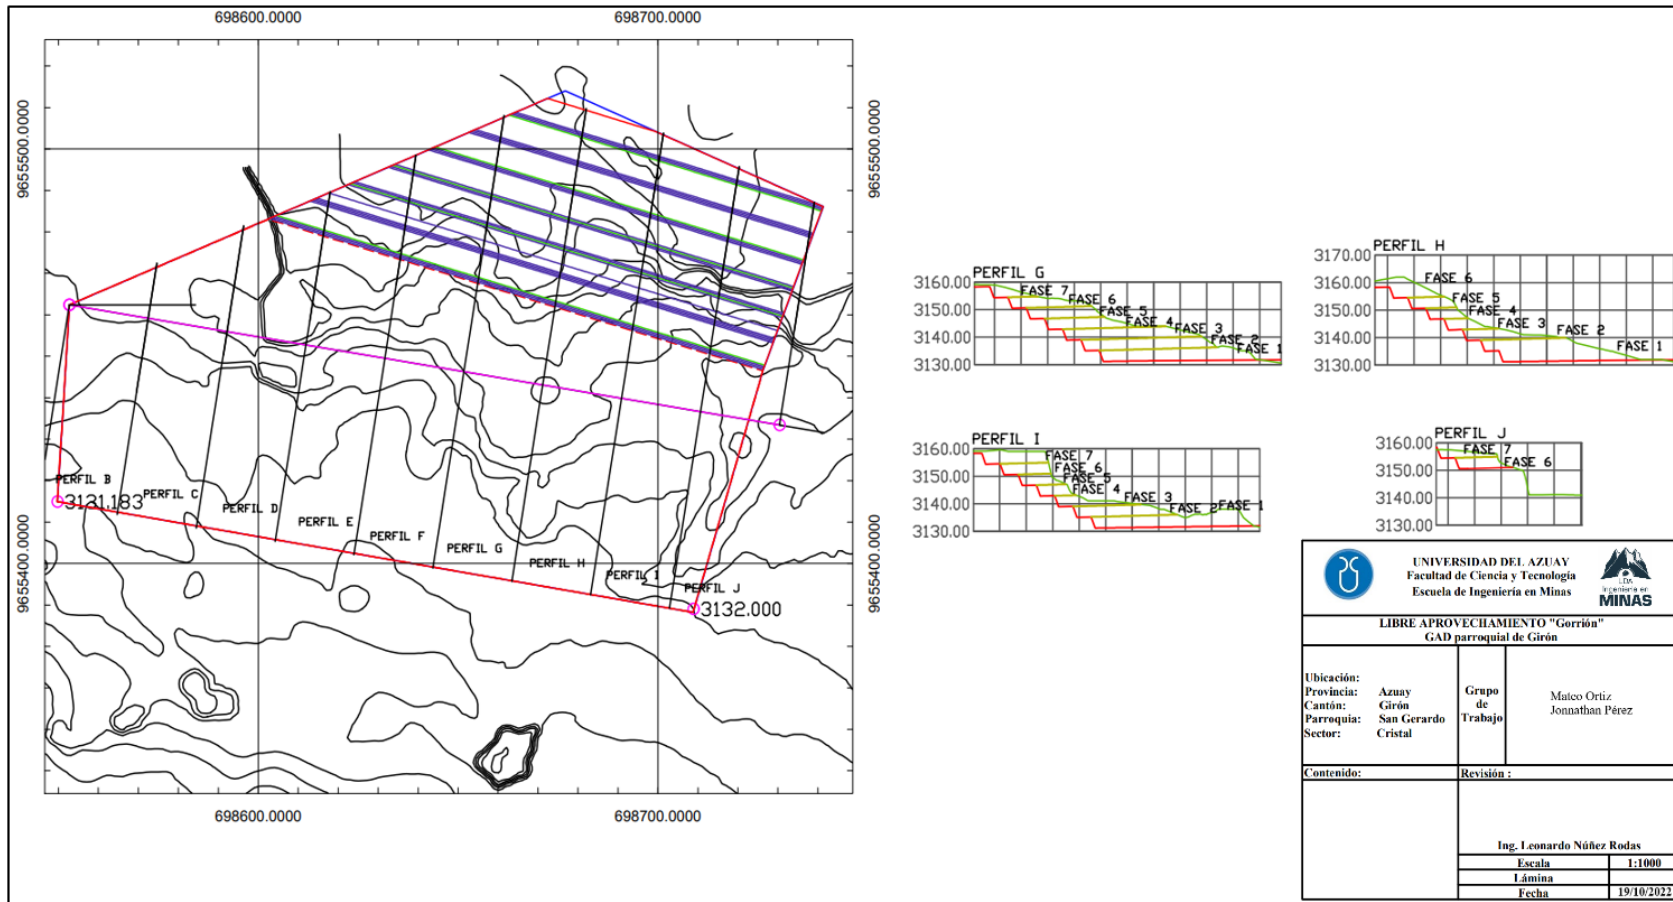 698600.0000
698700.0000
9655500.0000
9655500.0000
9655400.0000
9655400.0000
PERFIL B
3131.183
PERFIL C
PERFIL D
PERFIL E
PERFIL F
PERFIL G
PERFIL H
PERFIL I
PERFIL J
3132.000
698600.0000
698700.0000
PERFIL G
3160.00
3150.00
3140.00
3130.00
FASE 7
FASE 6
FASE 5
FASE 4
FASE 3
FASE 2
FASE 1
PERFIL H
3170.00
3160.00
3150.00
3140.00
3130.00
FASE 6
FASE 5
FASE 4
FASE 3
FASE 2
FASE 1
PERFIL I
3160.00
3150.00
3140.00
3130.00
FASE 7
FASE 6
FASE 5
FASE 4
FASE 3
FASE 2
FASE 1
PERFIL J
3160.00
3150.00
3140.00
3130.00
FASE 7
FASE 6
UNIVERSIDAD DEL AZUAY
Facultad de Ciencia y Tecnología
Escuela de Ingeniería en Minas
UDA
Ingeniería en
MINAS
LIBRE APROVECHAMIENTO "Gorrión"
GAD parroquial de Girón
Ubicación:
Provincia: Azuay
Cantón: Girón
Parroquia: San Gerardo
Sector: Cristal
Grupo
de
Trabajo
Mateo Ortiz
Jonnathan Pérez
Contenido:
Revisión :
Ing. Leonardo Núñez Rodas
Escala 1:1000
Lámina
Fecha 19/10/2022